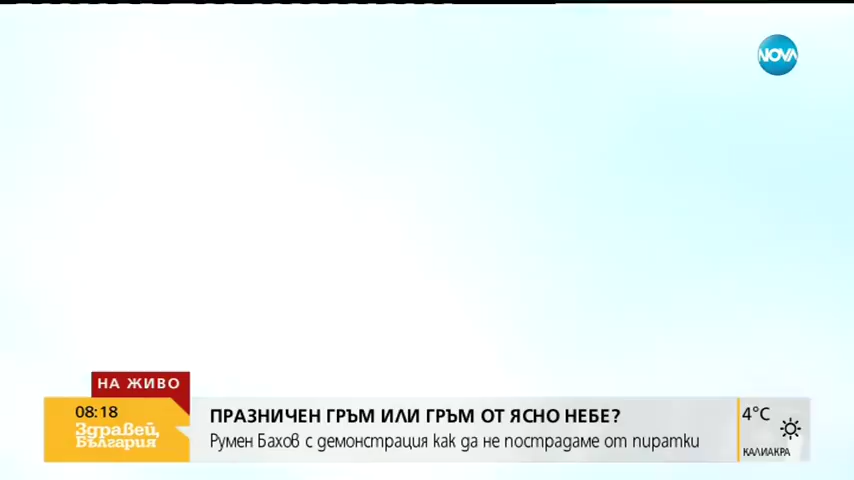 NOVA
НА ЖИВО
08:18
Здравей,
България
ПРАЗНИЧЕН ГРЪМ ИЛИ ГРЪМ ОТ ЯСНО НЕБЕ?
Румен Бахов с демонстрация как да не пострадаме от пиратки
4°C
КАЛИАКРА